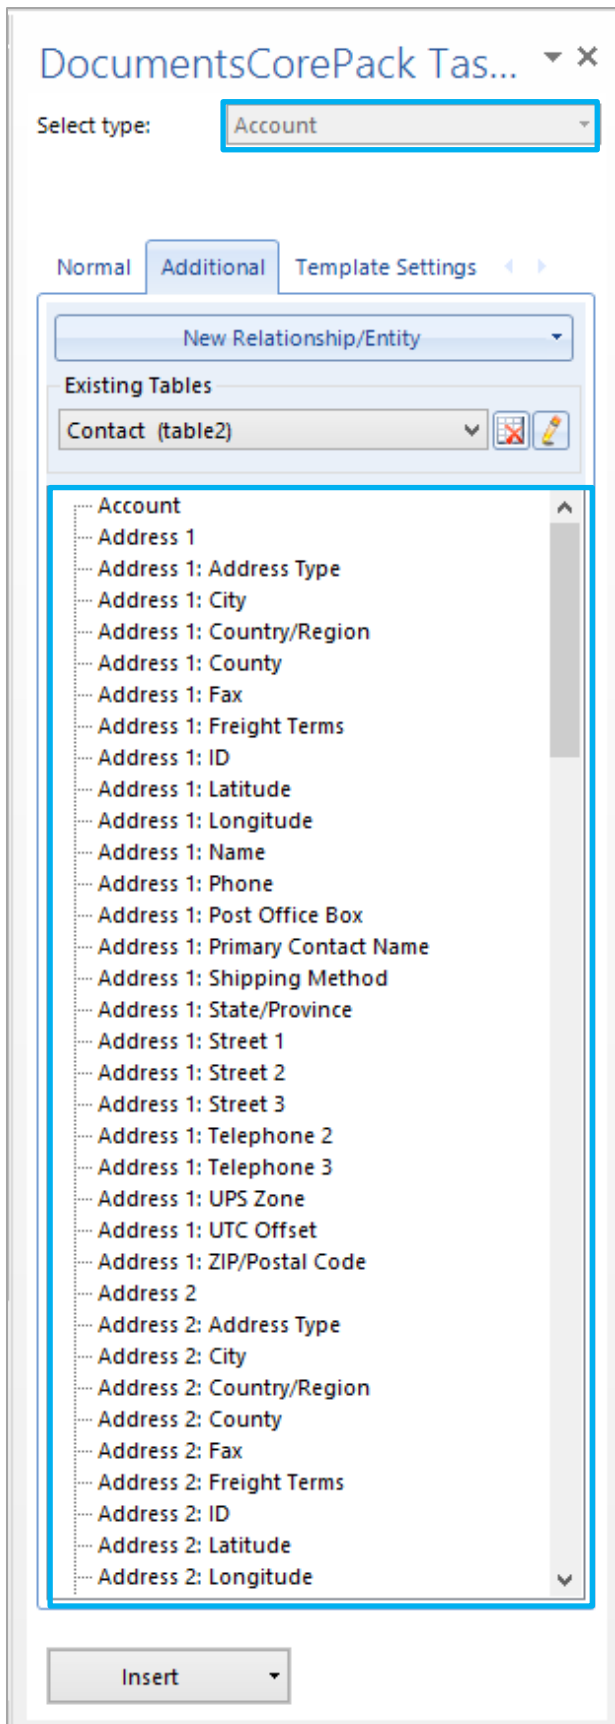 DocumentsCorePack Tas...
Select type: Account
Normal Additional Template Settings
New Relationship/Entity
Existing Tables
Contact (table2)
Account
Address 1
Address 1: Address Type
Address 1: City
Address 1: Country/Region
Address 1: County
Address 1: Fax
Address 1: Freight Terms
Address 1: ID
Address 1: Latitude
Address 1: Longitude
Address 1: Name
Address 1: Phone
Address 1: Post Office Box
Address 1: Primary Contact Name
Address 1: Shipping Method
Address 1: State/Province
Address 1: Street 1
Address 1: Street 2
Address 1: Street 3
Address 1: Telephone 2
Address 1: Telephone 3
Address 1: UPS Zone
Address 1: UTC Offset
Address 1: ZIP/Postal Code
Address 2
Address 2: Address Type
Address 2: City
Address 2: Country/Region
Address 2: County
Address 2: Fax
Address 2: Freight Terms
Address 2: ID
Address 2: Latitude
Address 2: Longitude
Insert